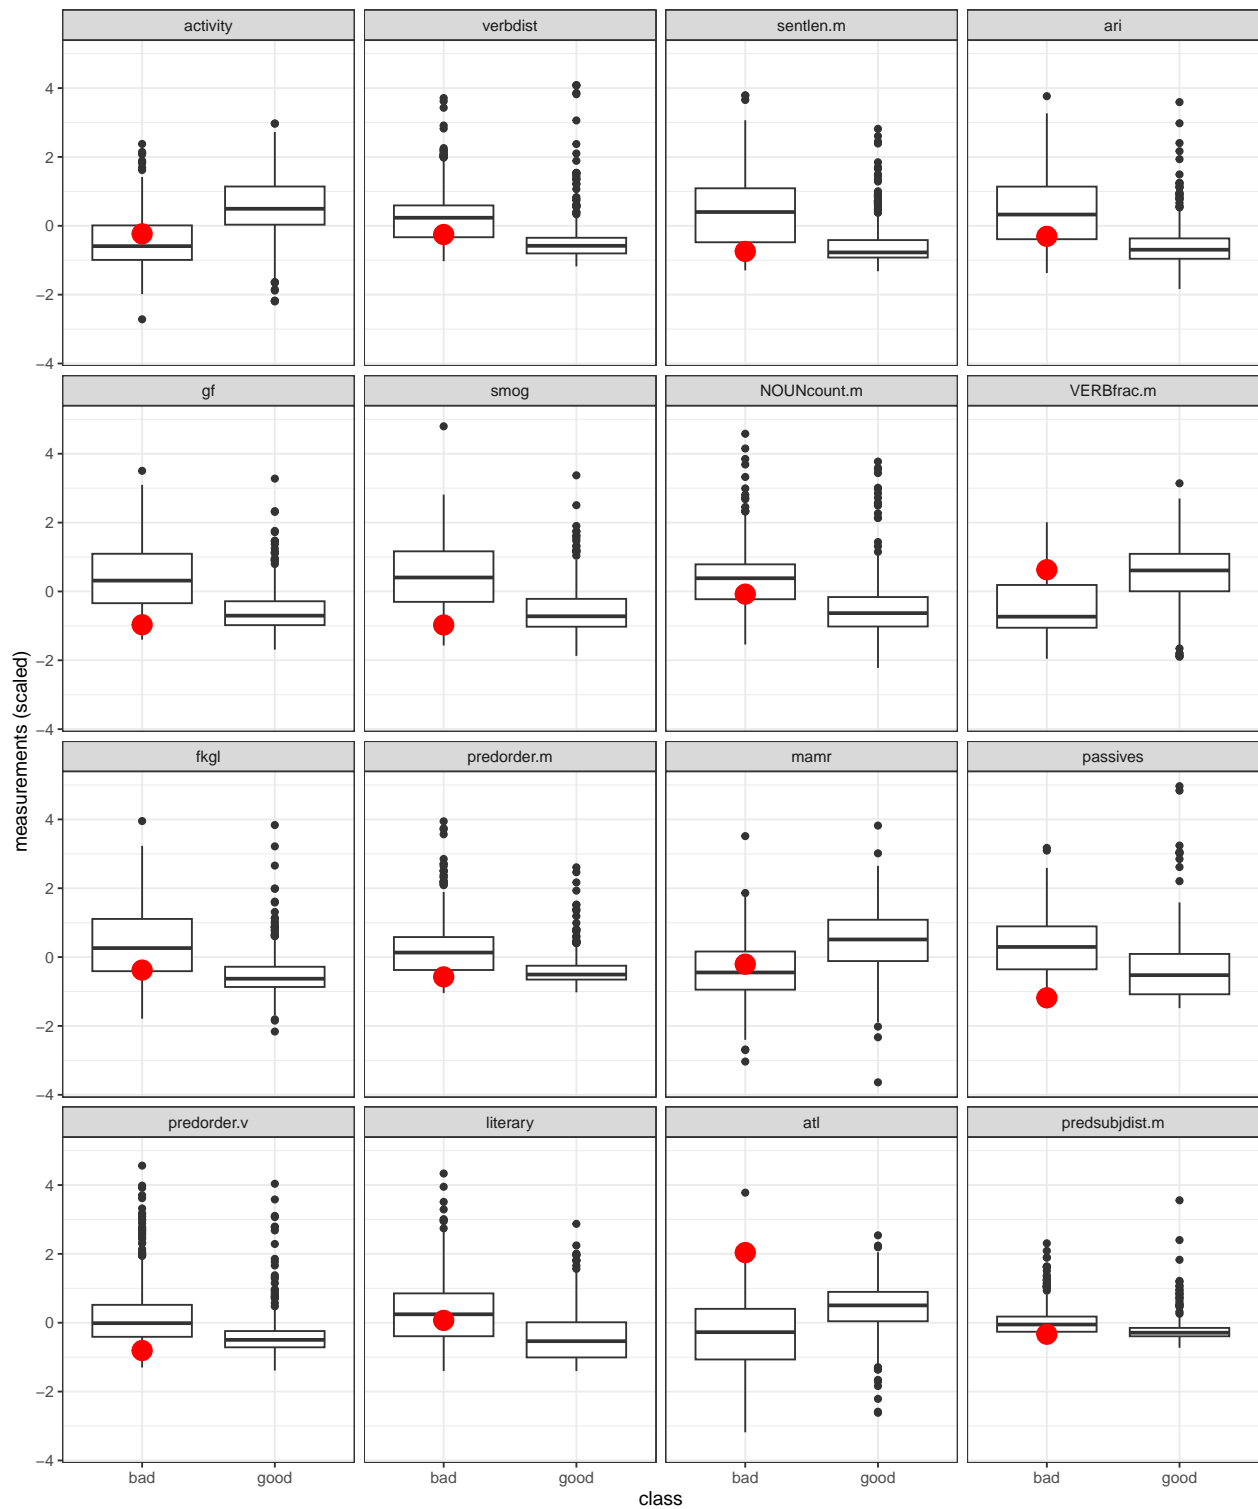 activity verbdist sentlen.m ari
4
2
0
−2
−4
gf smog NOUNcount.m VERBfrac.m
4
2
0
−2
−4
fkgl predorder.m mamr passives
4
2
0
−2
−4
predorder.v literary atl predsubjdist.m
4
2
0
−2
−4
bad good bad good bad good bad good
class
measurements (scaled)